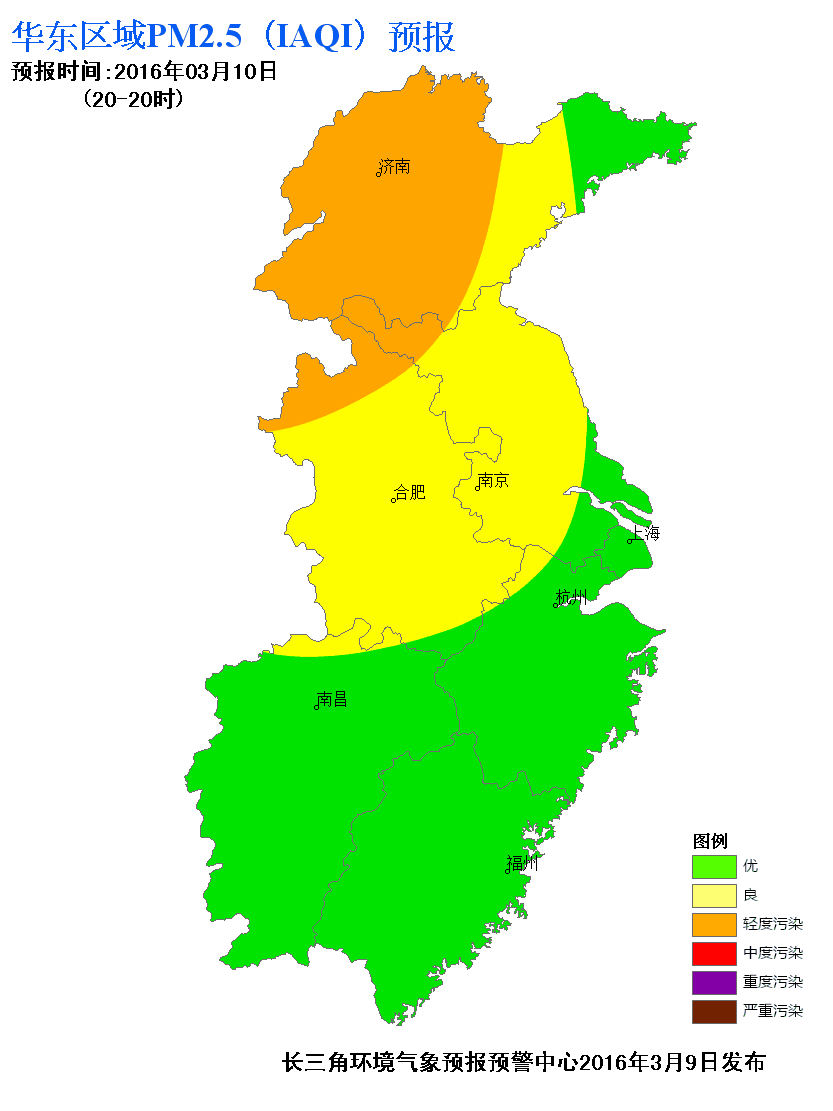 华东区域PM2.5（IAQI）预报
预报时间:2016年03月10日
(20-20时)
济南
南京
合肥
上海
杭州
南昌
福州
图例
优
良
轻度污染
中度污染
重度污染
严重污染
长三角环境气象预报预警中心2016年3月9日发布